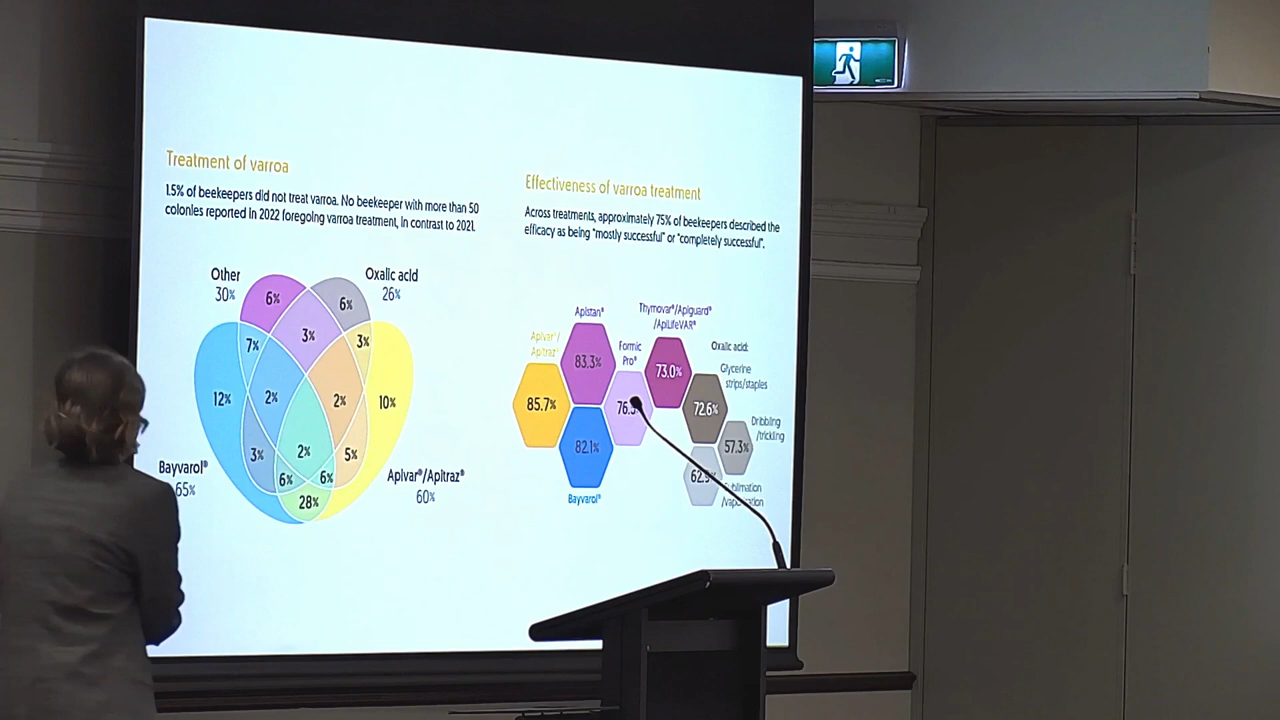 Treatment of varroa
1.5% of beekeepers did not treat varroa. No beekeeper with more than 50
colonies reported in 2022 foregoing varroa treatment, in contrast to 2021.
Other
30%
Oxalic acid
26%
6%
6%
3%
7%
3%
12%
2%
2%
10%
3%
2%
5%
6%
6%
28%
Bayvarol®
65%
Apivar®/Apitraz®
60%
Effectiveness of varroa treatment
Across treatments, approximately 75% of beekeepers described the
efficacy as being "mostly successful" or "completely successful".
Apivar®/
Apitraz®
85.7%
Apistan®
83.3%
82.1%
Bayvarol®
Formic
Pro®
Thymovar®/Apiguard®
/ApiLifeVAR®
73.0%
Oxalic acid:
Glycerine
strips/staples
72.6%
Dribbling
/trickling
57.3%